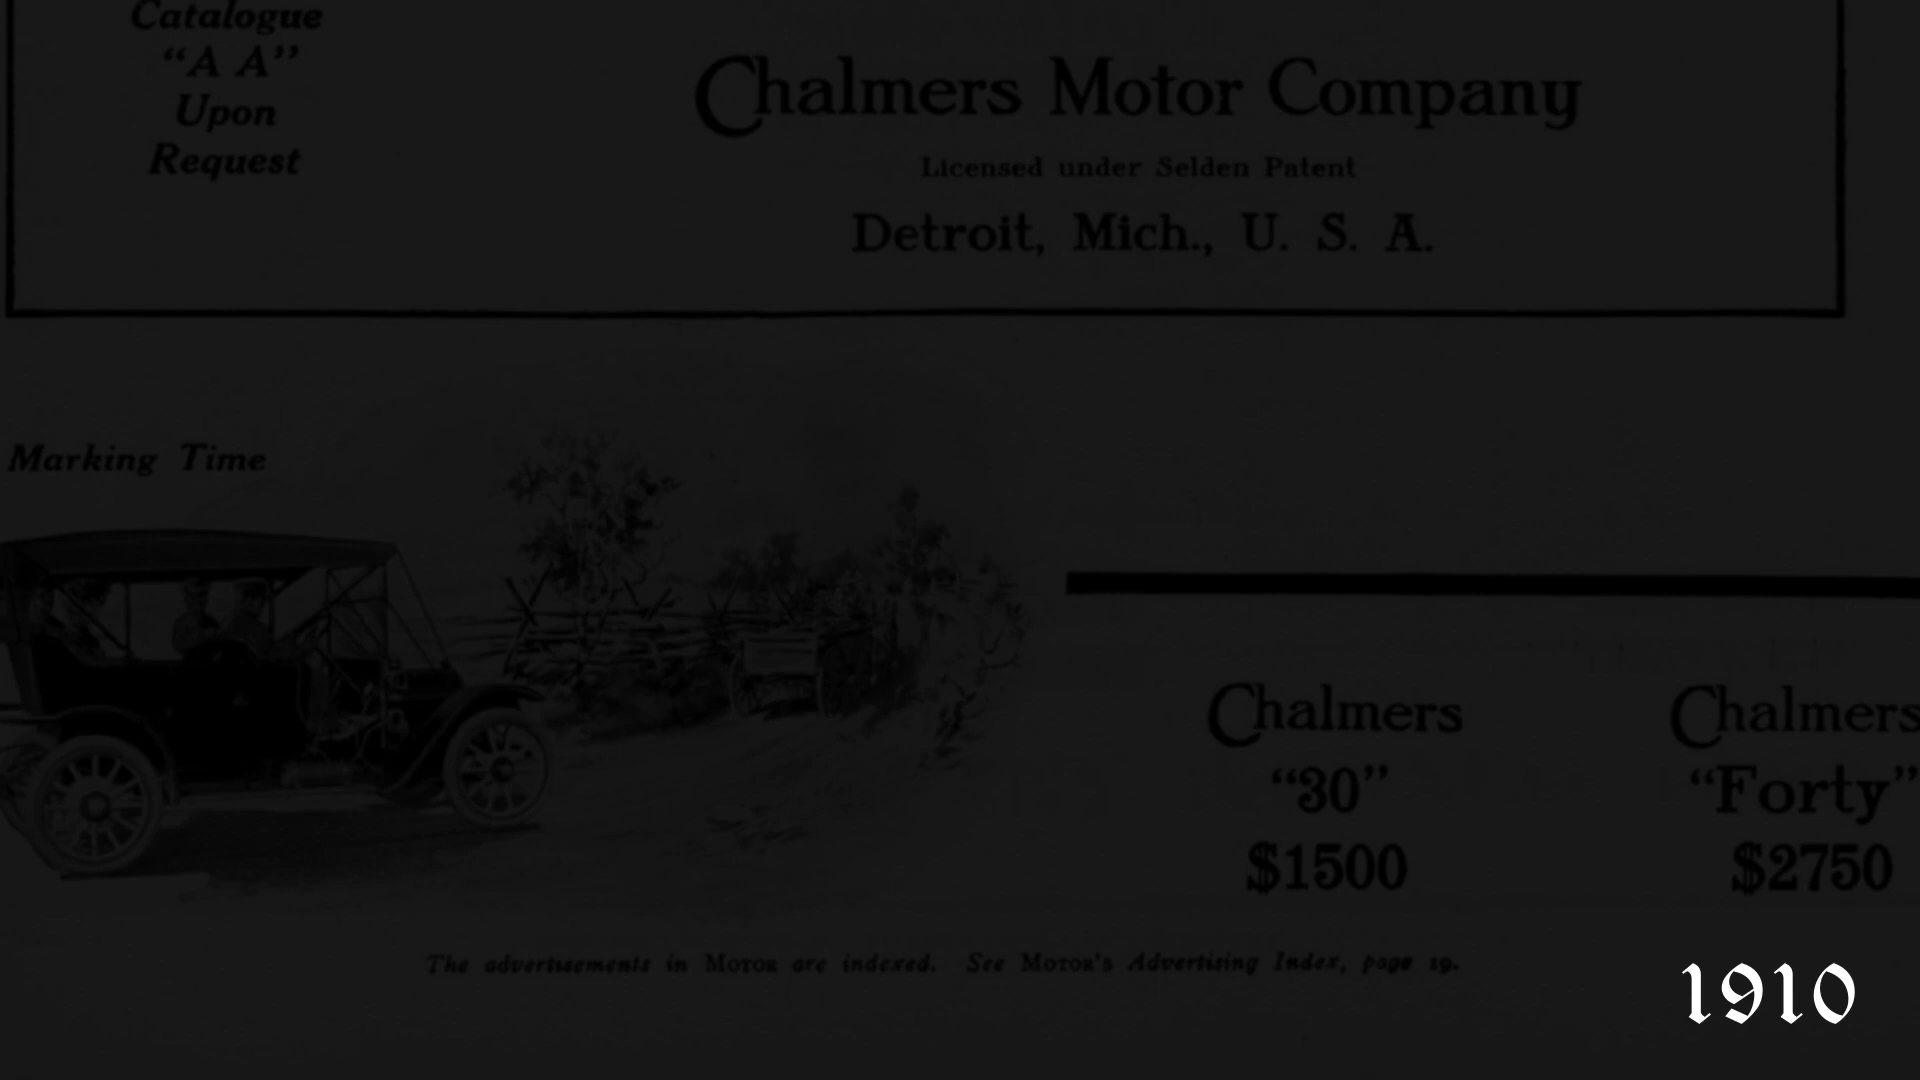 Catalogue
“A A”
Upon
Request
Chalmers Motor Company
Licensed under Selden Patent
Detroit, Mich., U. S. A.
Marking Time
Chalmers
“30”
$1500
Chalmers
“Forty”
$2750
The advertisements in MOTOR are indexed. See MOTOR'S Advertising Index, page 19.
1910